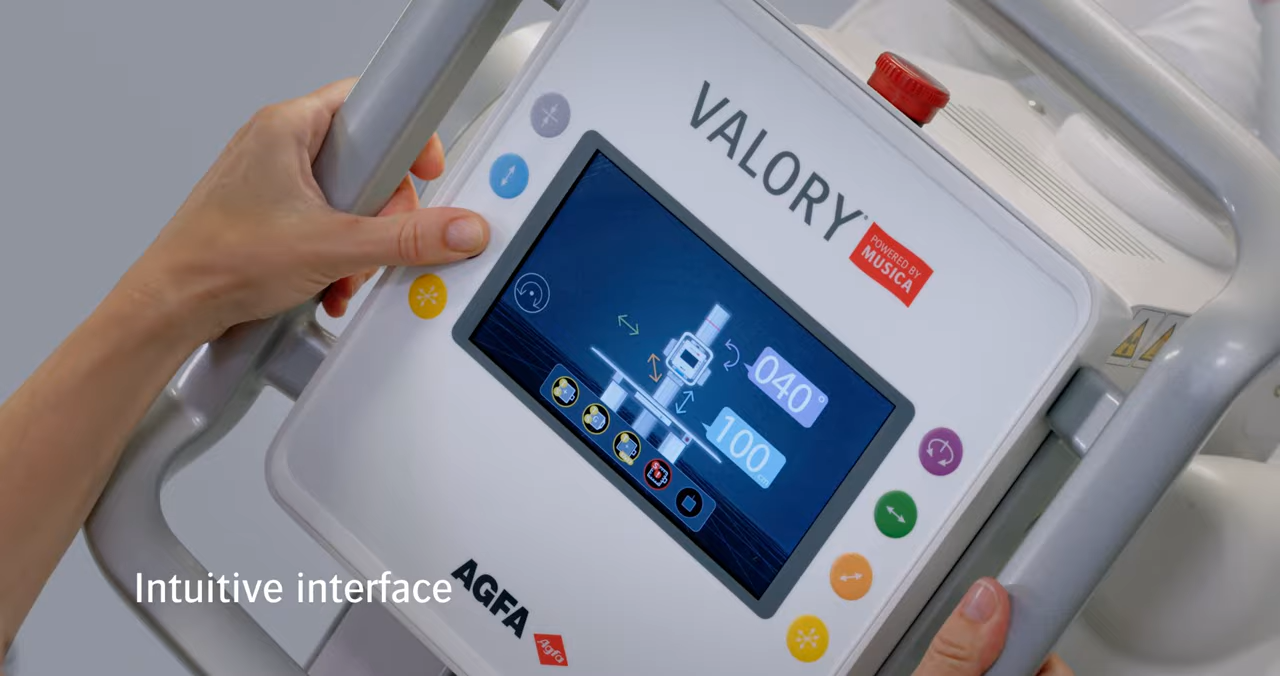 VALORY
POWERED BY
MUSICA
040°
100
AGFA
Agfa
Intuitive interface